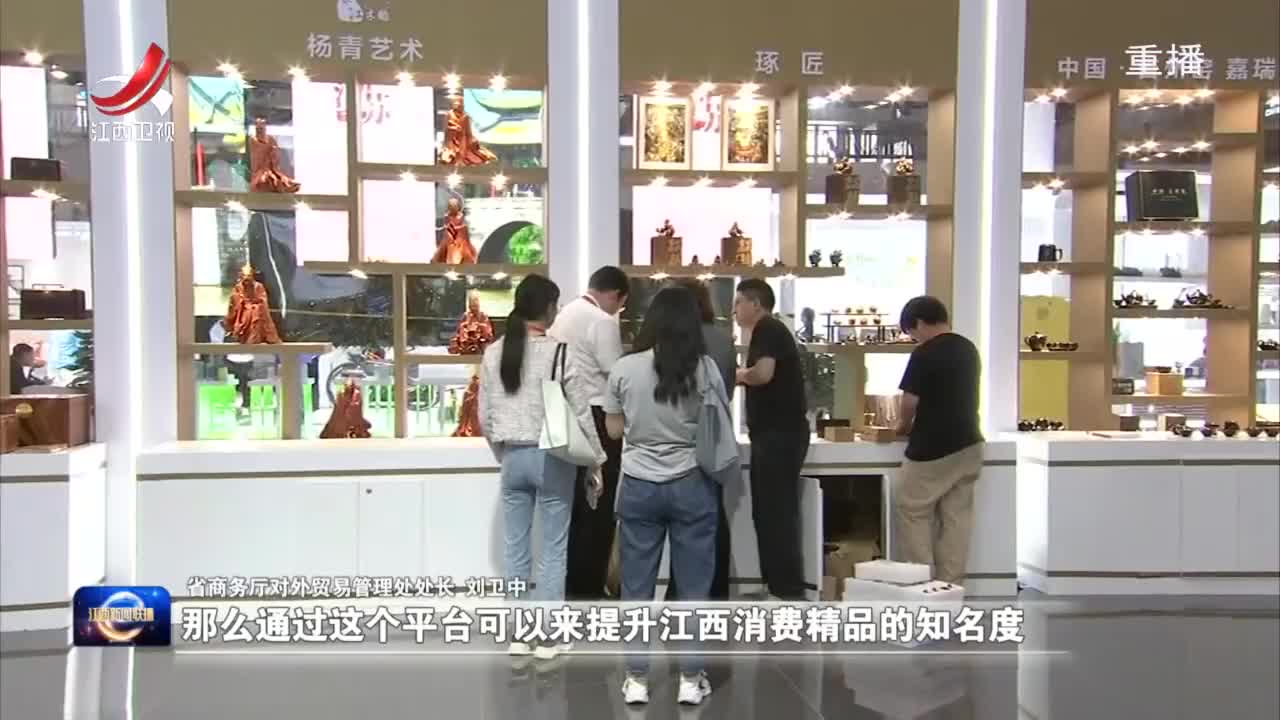 杨青艺术
琢匠
中国
嘉瑞
重播
江西卫视
江西新闻联播
省商务厅对外贸易管理处处长 刘卫中
那么通过这个平台可以来提升江西消费精品的知名度